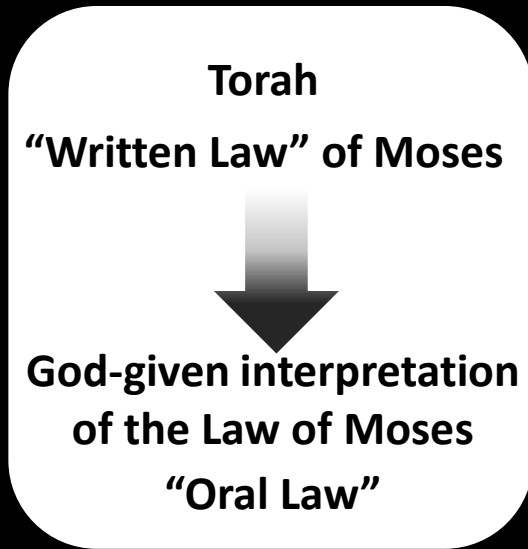 Torah
“Written Law” of Moses
God-given interpretation
of the Law of Moses
“Oral Law”